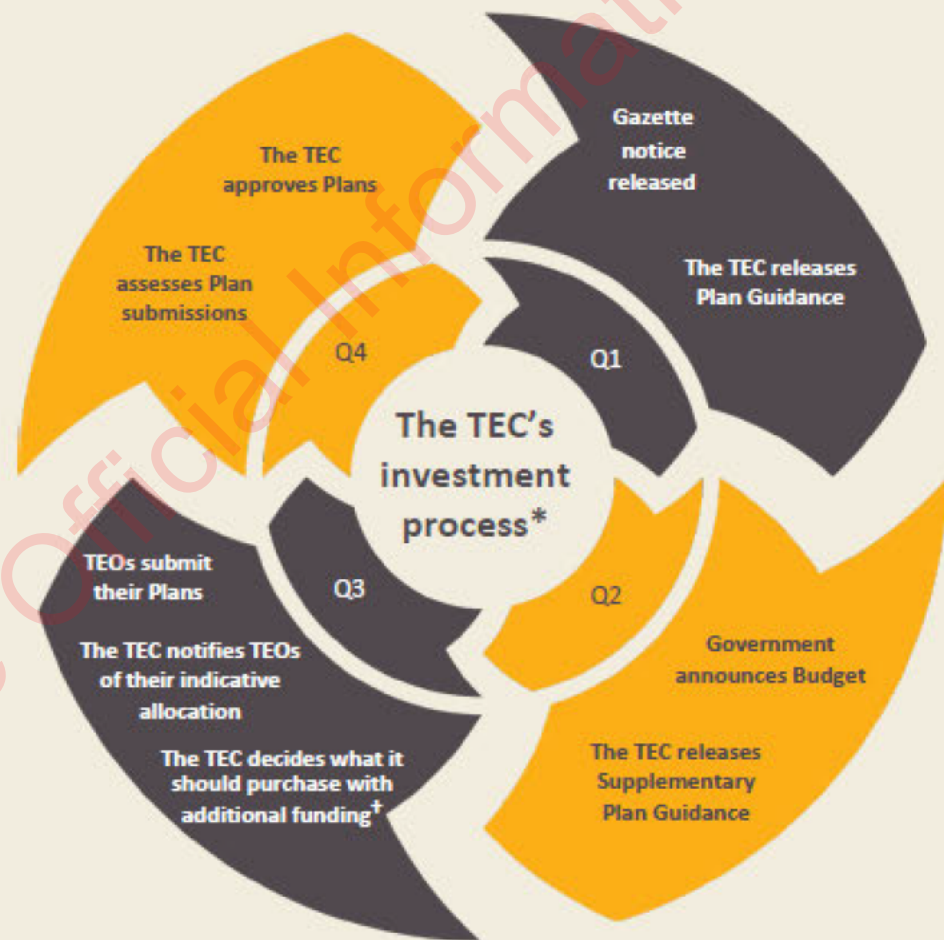 Gazette
notice
released
The TEC releases
Plan Guidance
Q1
Government
announces Budget
The TEC releases
Supplementary
Plan Guidance
Q2
The TEC decides what it
should purchase with
additional funding†
The TEC notifies TEOs
of their indicative
allocation
TEOs submit
their Plans
Q3
The TEC
assesses Plan
submissions
The TEC
approves Plans
Q4
The TEC's
investment
process*
Official Informati